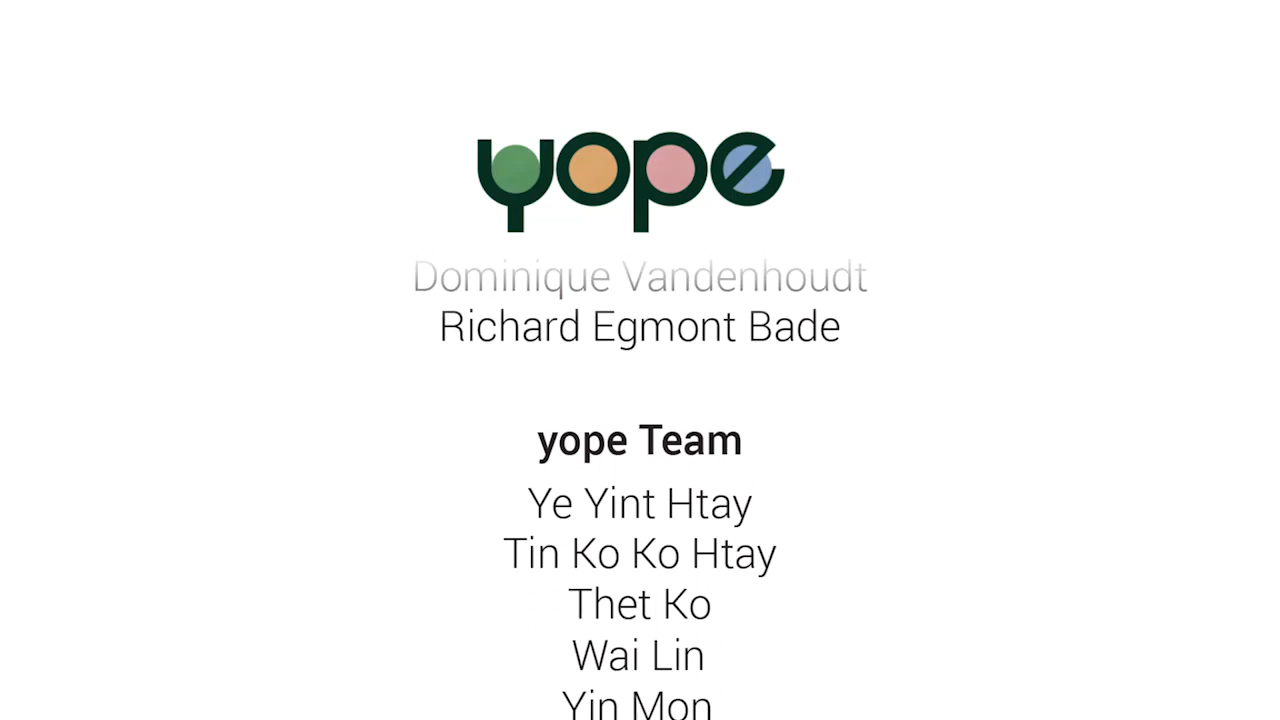 yope
Dominique Vandenhoudt
Richard Egmont Bade
yope Team
Ye Yint Htay
Tin Ko Ko Htay
Thet Ko
Wai Lin
Yin Mon